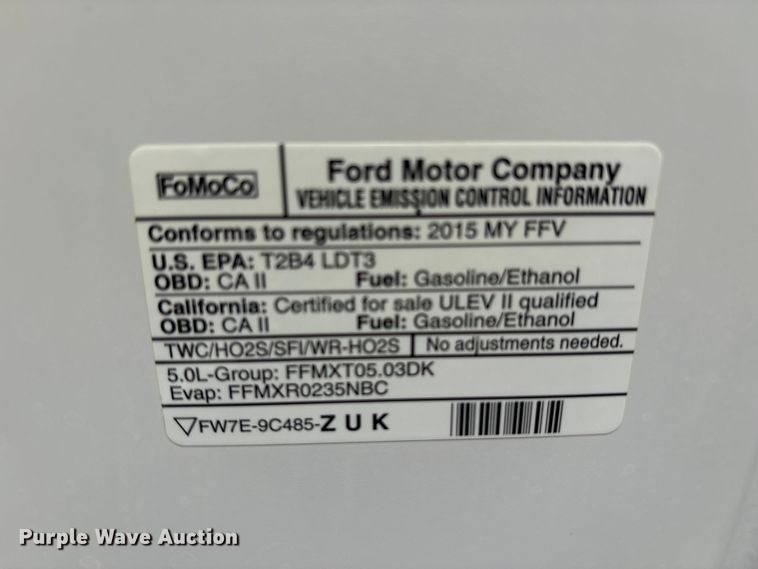 FoMoCo
Ford Motor Company
VEHICLE EMISSION CONTROL INFORMATION
Conforms to regulations: 2015 MY FFV
U.S. EPA: T2B4 LDT3
OBD: CA II Fuel: Gasoline/Ethanol
California: Certified for sale ULEV II qualified
OBD: CA II Fuel: Gasoline/Ethanol
TWC/HO2S/SFI/WR-HO2S No adjustments needed.
5.0L-Group: FFMXT05.03DK
Evap: FFMXR0235NBC
FW7E-9C485-Z U K
Purple Wave Auction